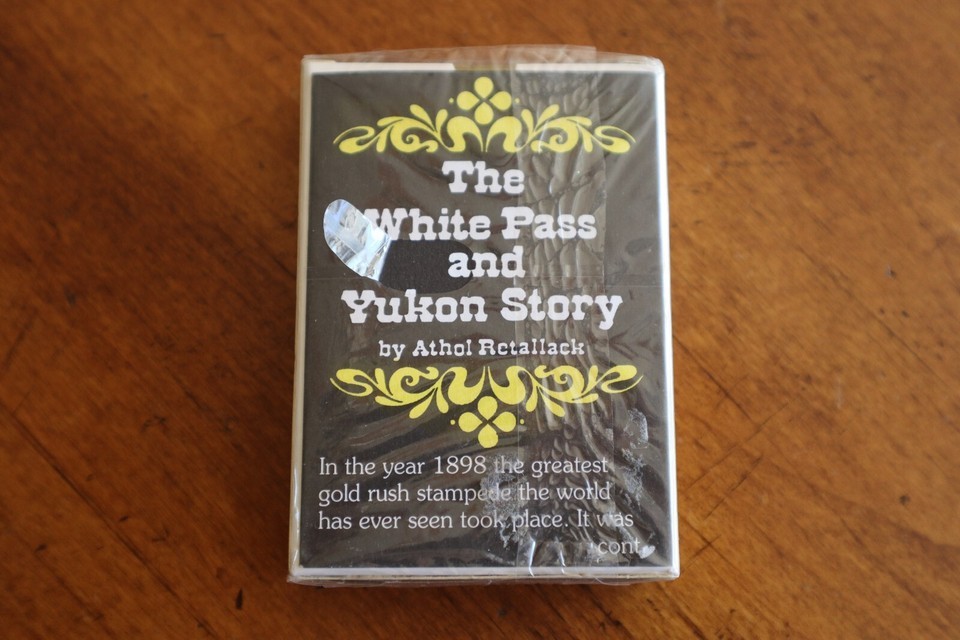 The
White Pass
and
Yukon Story
by Athol Retallack
In the year 1898 the greatest
gold rush stampede the world
has ever seen took place. It was
cont.